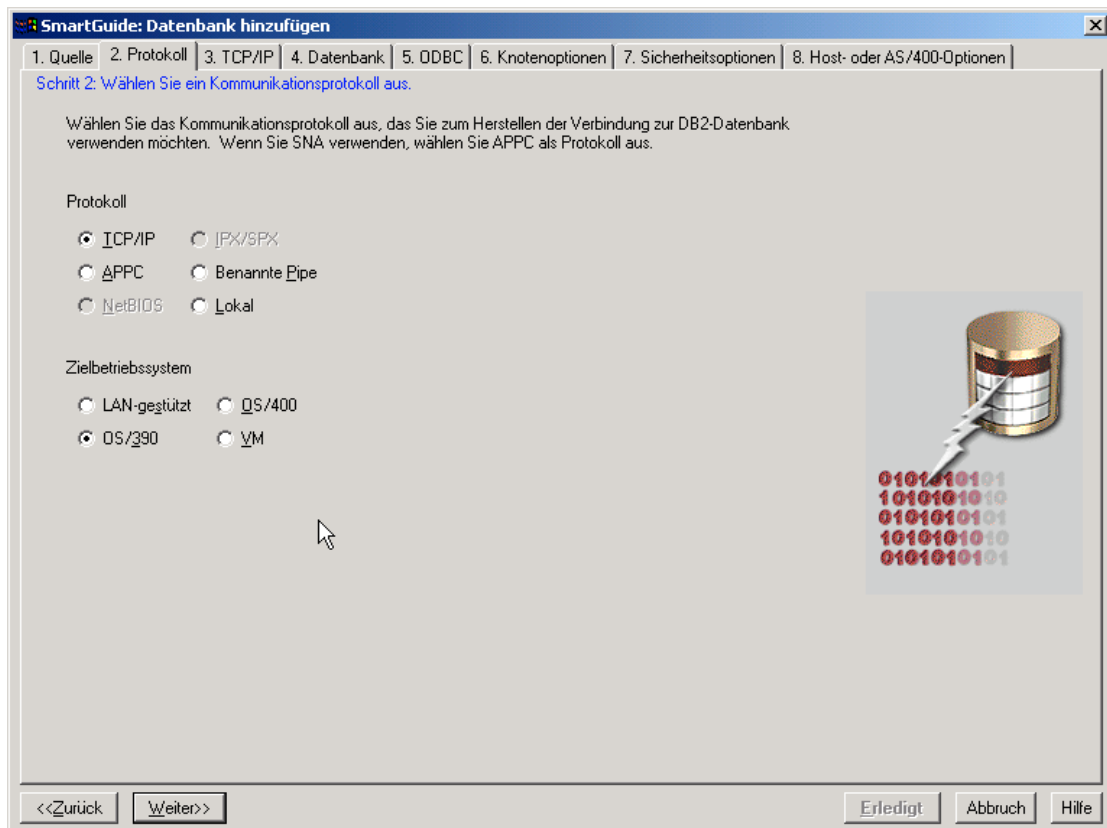 SmartGuide: Datenbank hinzufügen
1. Quelle 2. Protokoll 3. TCP/IP 4. Datenbank 5. ODBC 6. Knotenoptionen 7. Sicherheitsoptionen 8. Host- oder AS/400-Optionen
Schritt 2: Wählen Sie ein Kommunikationsprotokoll aus.
Wählen Sie das Kommunikationsprotokoll aus, das Sie zum Herstellen der Verbindung zur DB2-Datenbank
verwenden möchten. Wenn Sie SNA verwenden, wählen Sie APPC als Protokoll aus.
Protokoll
TCP/IP IPX/SPX
APPC Benannte Pipe
NetBIOS Lokal
Zielbetriebssystem
LAN-gestützt OS/400
OS/390 VM
0101010101
1010101010
0101010101
1010101010
0101010101
<<Zurück Weiter>> Erledigt Abbruch Hilfe